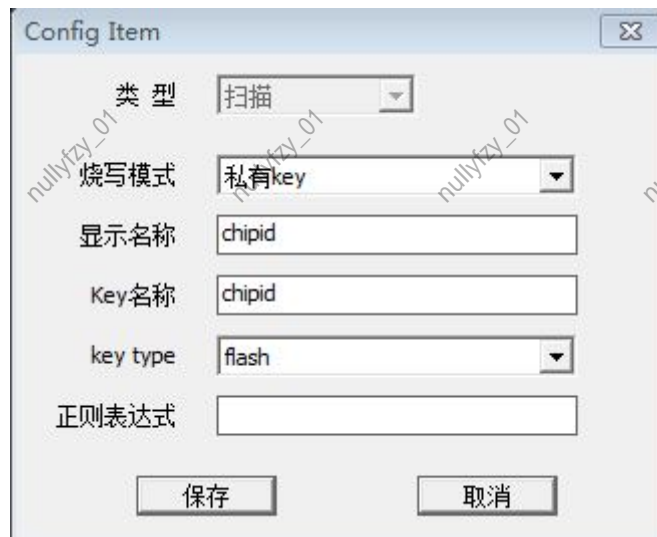 Config Item
类 型 扫描
烧写模式 私有key
显示名称 chipid
Key名称 chipid
key type flash
正则表达式
保存 取消
nullyfzy_01
nullyfzy_01
nullyfzy_01